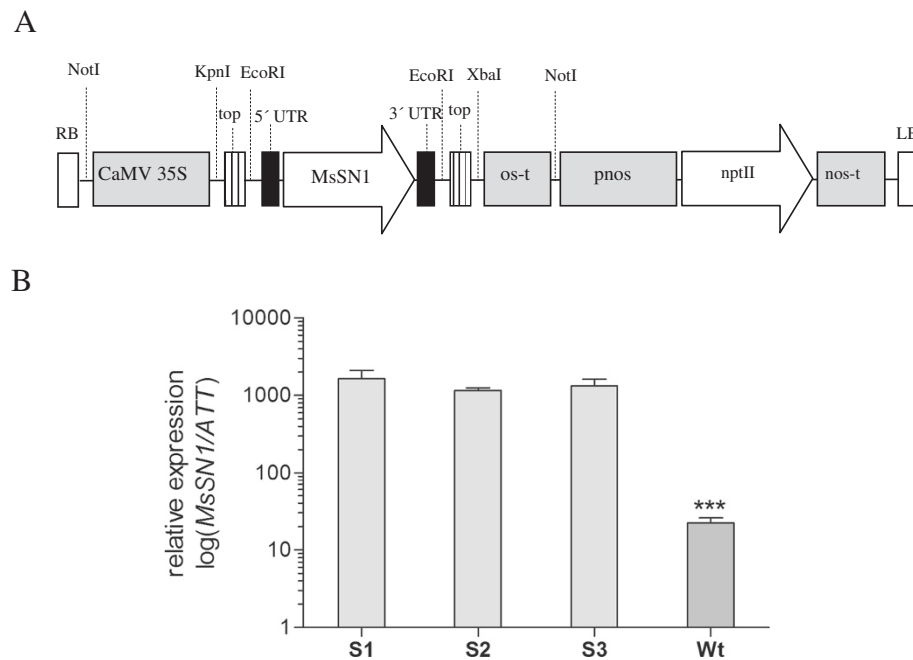 A
NotI KpnI EcoRI EcoRI XbaI NotI
top 5´ UTR 3´ UTR top
RB LB
CaMV 35S MsSN1 os-t pnos nptII nos-t
B
relative expression
log(MsSN1/ATT)
10000
1000
100
10
1
***
S1 S2 S3 Wt